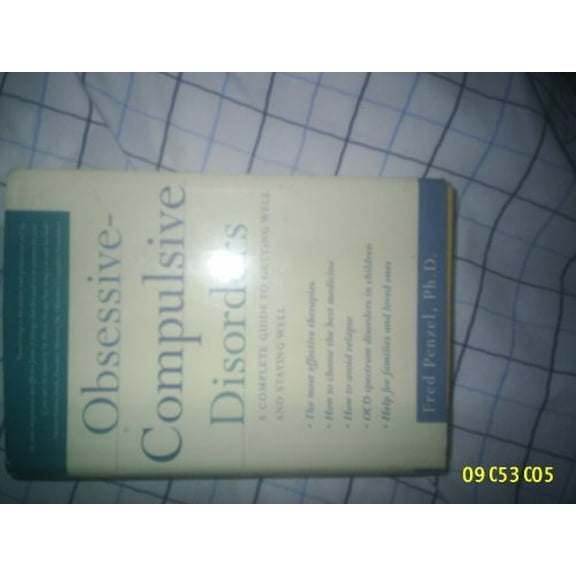 Obsessive-
Compulsive
Disorders
A COMPLETE GUIDE TO GETTING WELL
AND STAYING WELL
• The most effective therapies
• How to choose the best medicine
• How to avoid relapse
• OCD spectrum disorders in children
• Help for families and loved ones
Fred Penzel, Ph.D.
09:53:05